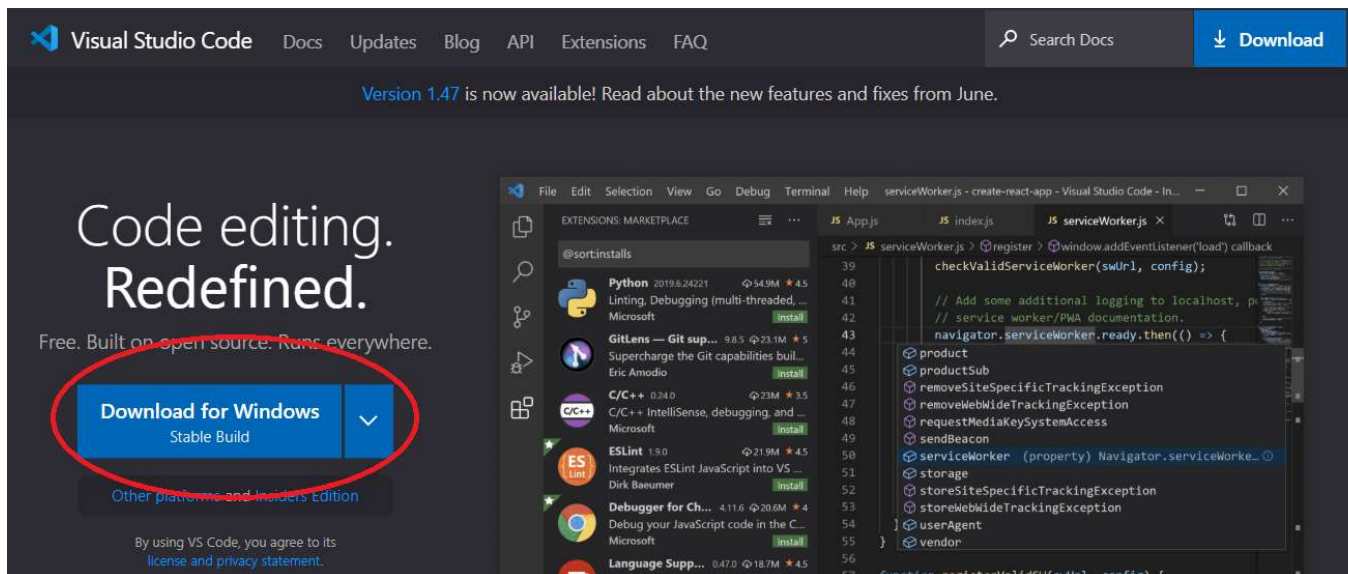 Visual Studio Code Docs Updates Blog API Extensions FAQ Search Docs Download
Version 1.47 is now available! Read about the new features and fixes from June.
Code editing.
Redefined.
Free. Built on open source. Runs everywhere.
Download for Windows
Stable Build
Other platforms and Insiders Edition
By using VS Code, you agree to its
license and privacy statement.
File Edit Selection View Go Debug Terminal Help serviceWorker.js - create-react-app - Visual Studio Code - In...
EXTENSIONS: MARKETPLACE
@sort:installs
Python 2019.6.24221 54.9M ★ 4.5
Linting, Debugging (multi-threaded, ...
Microsoft Install
GitLens — Git sup... 9.8.5 23.1M ★ 5
Supercharge the Git capabilities buil...
Eric Amodio Install
C/C++
C/C++ 0.24.0 23M ★ 3.5
C/C++ IntelliSense, debugging, and ...
Microsoft Install
ES
Lint
ESLint 1.9.0 21.9M ★ 4.5
Integrates ESLint JavaScript into VS ...
Dirk Baeumer Install
Debugger for Ch... 4.11.6 20.6M ★ 4
Debug your JavaScript code in the C...
Microsoft Install
Language Supp... 0.47.0 18.7M ★ 4.5
JS App.js JS index.js JS serviceWorker.js ×
src > JS serviceWorker.js > register > window.addEventListener('load') callback
39 checkValidServiceWorker(swUrl, config);
40
41 // Add some additional logging to localhost, p
42 // service worker/PWA documentation.
43 navigator.serviceWorker.ready.then(() => {
44 product
45 productSub
46 removeSiteSpecificTrackingException
47 removeWebWideTrackingException
48 requestMediaKeySystemAccess
49 sendBeacon
50 serviceWorker (property) Navigator.serviceWorke...
51 storage
52 storeSiteSpecificTrackingException
53 storeWebWideTrackingException
54 ] userAgent
55 } vendor
56